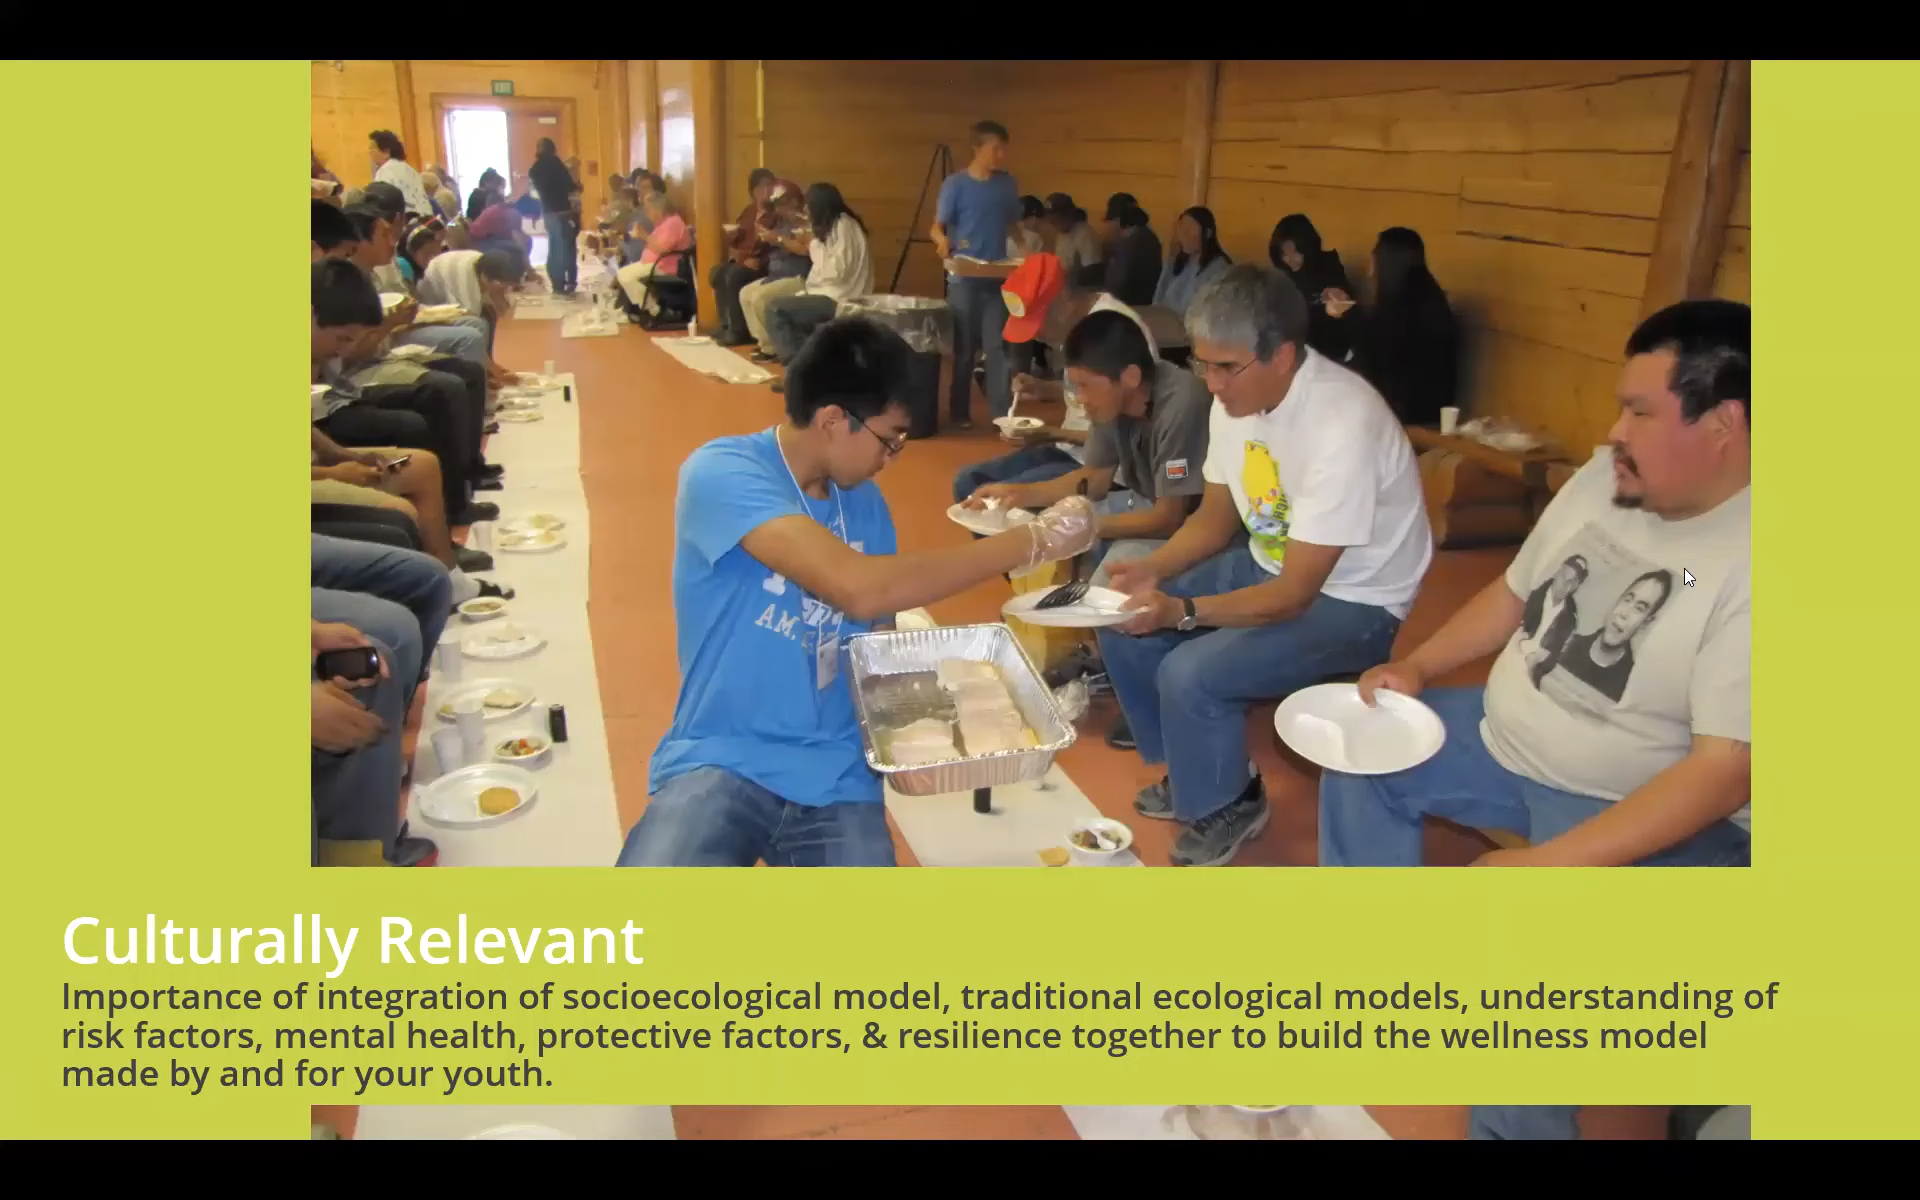 Culturally Relevant
Importance of integration of socioecological model, traditional ecological models, understanding of
risk factors, mental health, protective factors, & resilience together to build the wellness model
made by and for your youth.
AM.